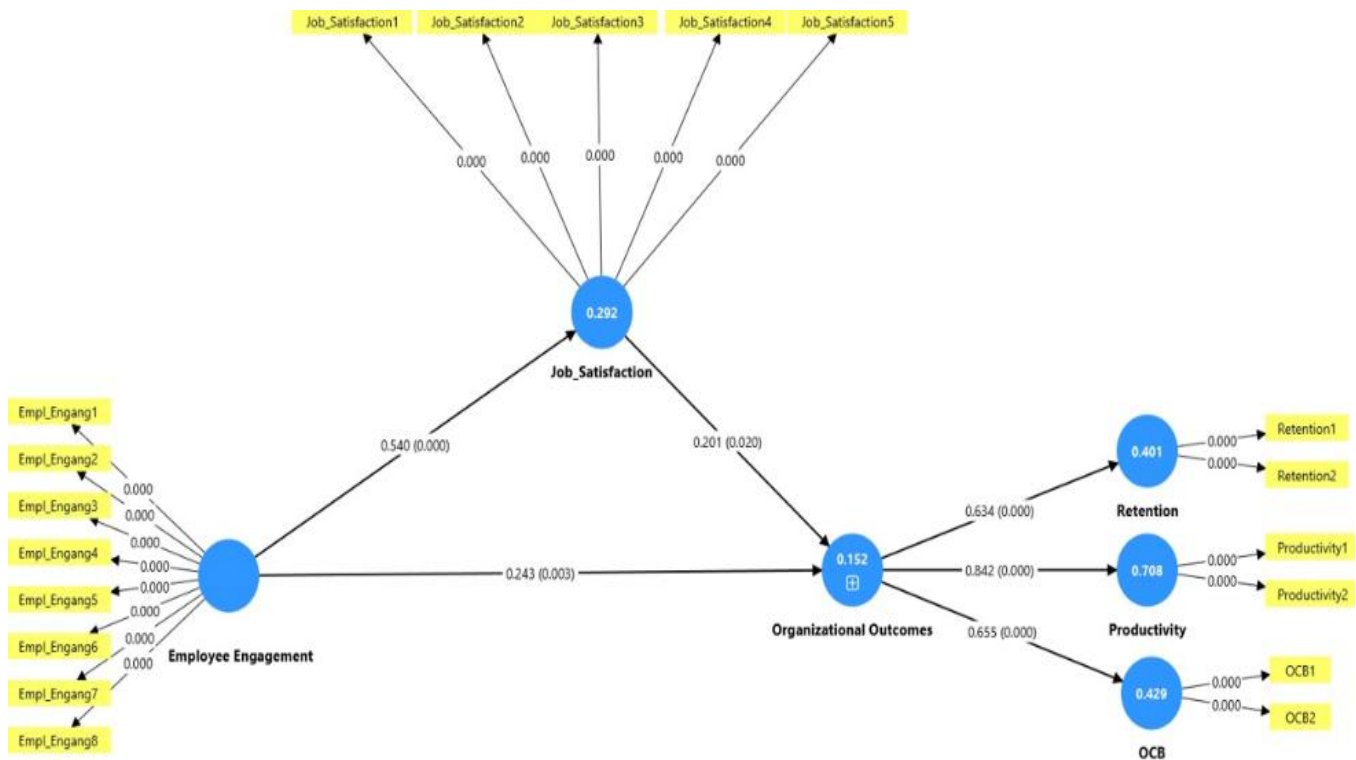 Job_Satisfaction1 Job_Satisfaction2 Job_Satisfaction3 Job_Satisfaction4 Job_Satisfaction5
0.000 0.000 0.000 0.000 0.000
0.292
Job_Satisfaction
Empl_Engang1
Empl_Engang2
Empl_Engang3
Empl_Engang4
Empl_Engang5
Empl_Engang6
Empl_Engang7
Empl_Engang8
0.000
0.000
0.000
0.000
0.000
0.000
0.000
0.000
Employee Engagement
0.540 (0.000)
0.201 (0.020)
0.243 (0.003)
0.152
Organizational Outcomes
0.634 (0.000)
0.842 (0.000)
0.655 (0.000)
0.401
Retention
0.000
0.000
Retention1
Retention2
0.708
Productivity
0.000
0.000
Productivity1
Productivity2
0.429
OCB
0.000
0.000
OCB1
OCB2